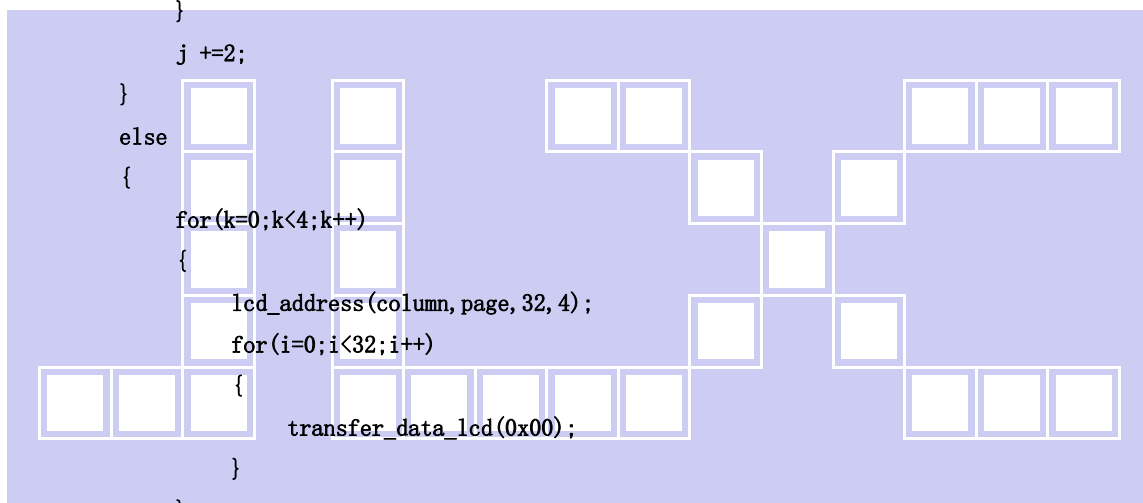 }
j +=2;
}
else
{
for(k=0;k<4;k++)
{
lcd_address(column,page,32,4);
for(i=0;i<32;i++)
{
transfer_data_lcd(0x00);
}
}